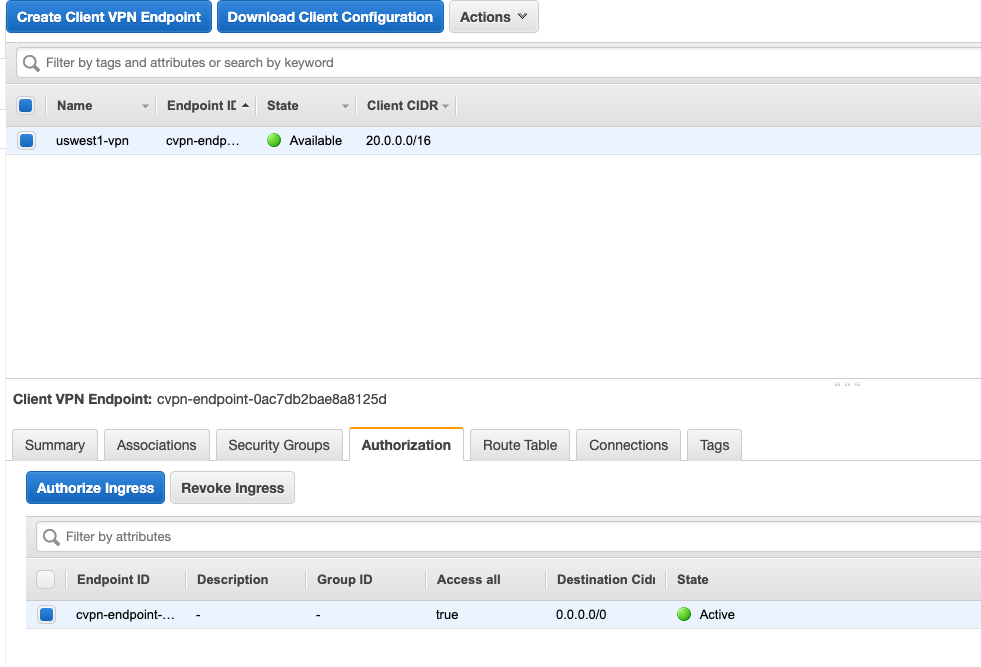 Create Client VPN Endpoint Download Client Configuration Actions
Filter by tags and attributes or search by keyword
Name Endpoint ID State Client CIDR
uswest1-vpn cvpn-endp... Available 20.0.0.0/16
Client VPN Endpoint: cvpn-endpoint-0ac7db2bae8a8125d
Summary Associations Security Groups Authorization Route Table Connections Tags
Authorize Ingress Revoke Ingress
Filter by attributes
Endpoint ID Description Group ID Access all Destination Cidr State
cvpn-endpoint-... - - true 0.0.0.0/0 Active